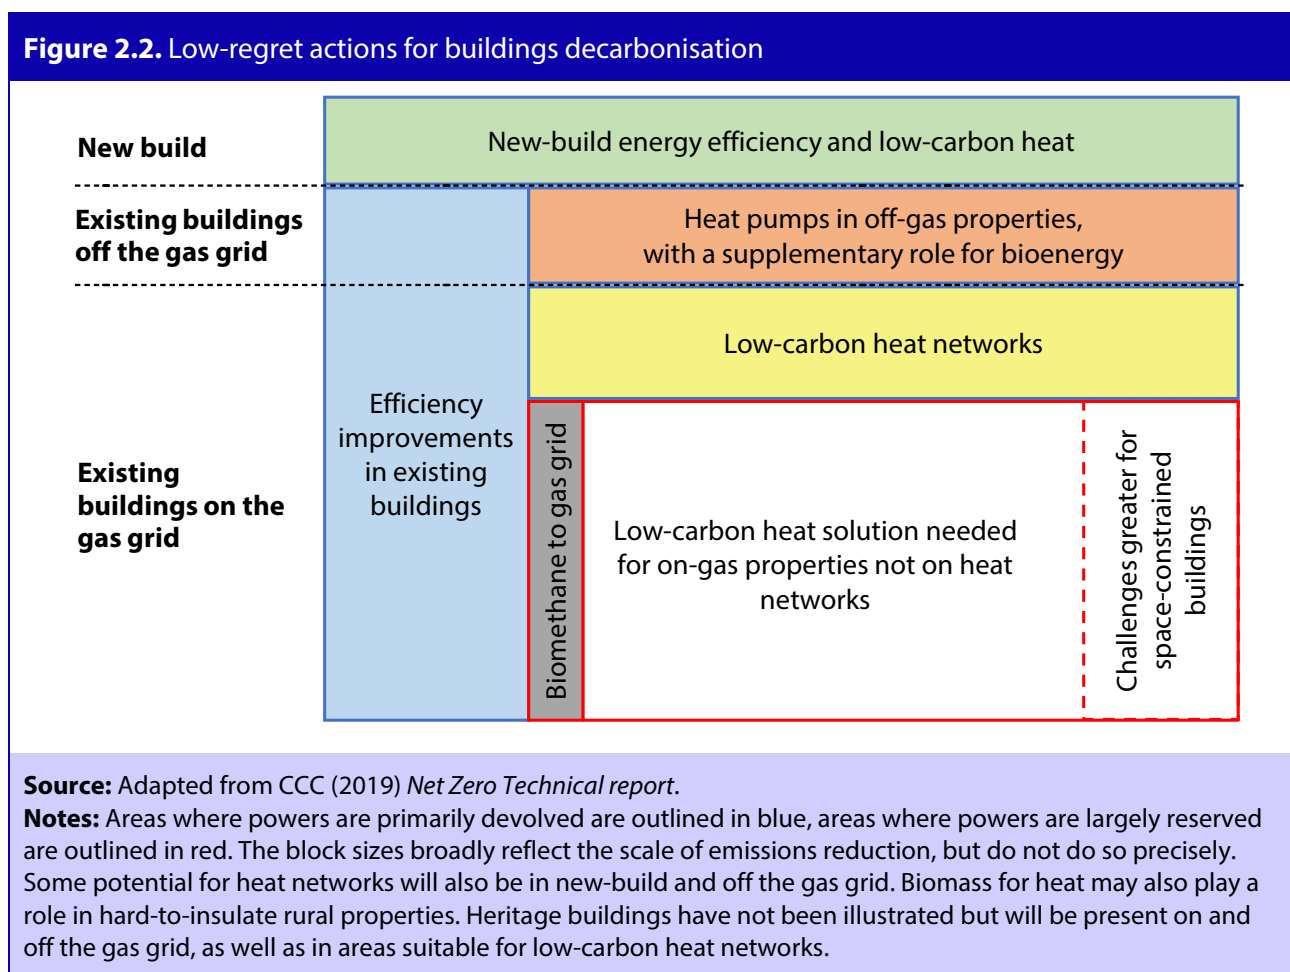 Figure 2.2. Low-regret actions for buildings decarbonisation
New build
New-build energy efficiency and low-carbon heat
Existing buildings
off the gas grid
Heat pumps in off-gas properties,
with a supplementary role for bioenergy
Low-carbon heat networks
Existing
buildings on the
gas grid
Efficiency
improvements
in existing
buildings
Biomethane to gas grid
Low-carbon heat solution needed
for on-gas properties not on heat
networks
Challenges greater for
space-constrained
buildings
Source: Adapted from CCC (2019) Net Zero Technical report.
Notes: Areas where powers are primarily devolved are outlined in blue, areas where powers are largely reserved
are outlined in red. The block sizes broadly reflect the scale of emissions reduction, but do not do so precisely.
Some potential for heat networks will also be in new-build and off the gas grid. Biomass for heat may also play a
role in hard-to-insulate rural properties. Heritage buildings have not been illustrated but will be present on and
off the gas grid, as well as in areas suitable for low-carbon heat networks.